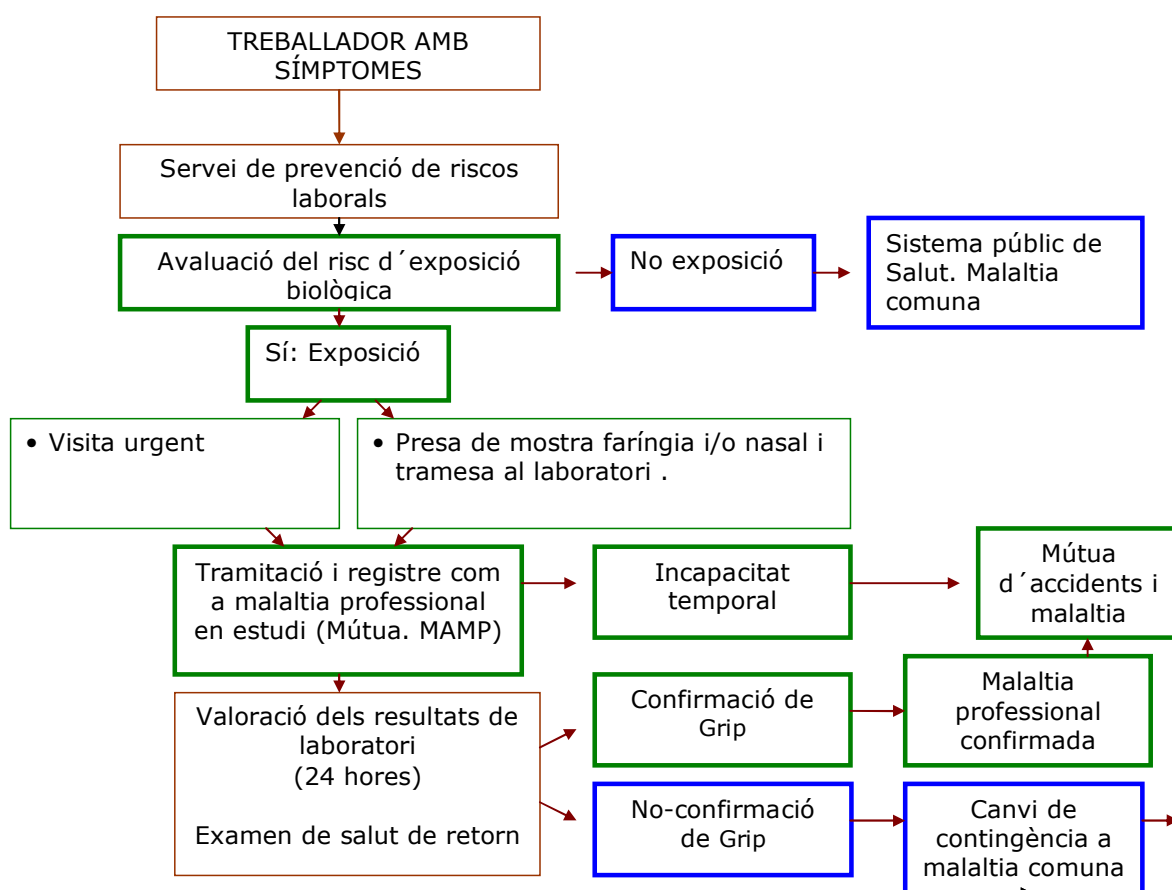 TREBALLADOR AMB
SÍMPTOMES
Servei de prevenció de riscos
laborals
Avaluació del risc d´exposició
biològica
No exposició
Sistema públic de
Salut. Malaltia
comuna
Sí: Exposició
• Visita urgent
• Presa de mostra faríngia i/o nasal i
tramesa al laboratori .
Tramitació i registre com
a malaltia professional
en estudi (Mútua. MAMP)
Incapacitat
temporal
Mútua
d´accidents i
malaltia
Valoració dels resultats de
laboratori
(24 hores)
Examen de salut de retorn
Confirmació de
Grip
Malaltia
professional
confirmada
No-confirmació
de Grip
Canvi de
contingència a
malaltia comuna